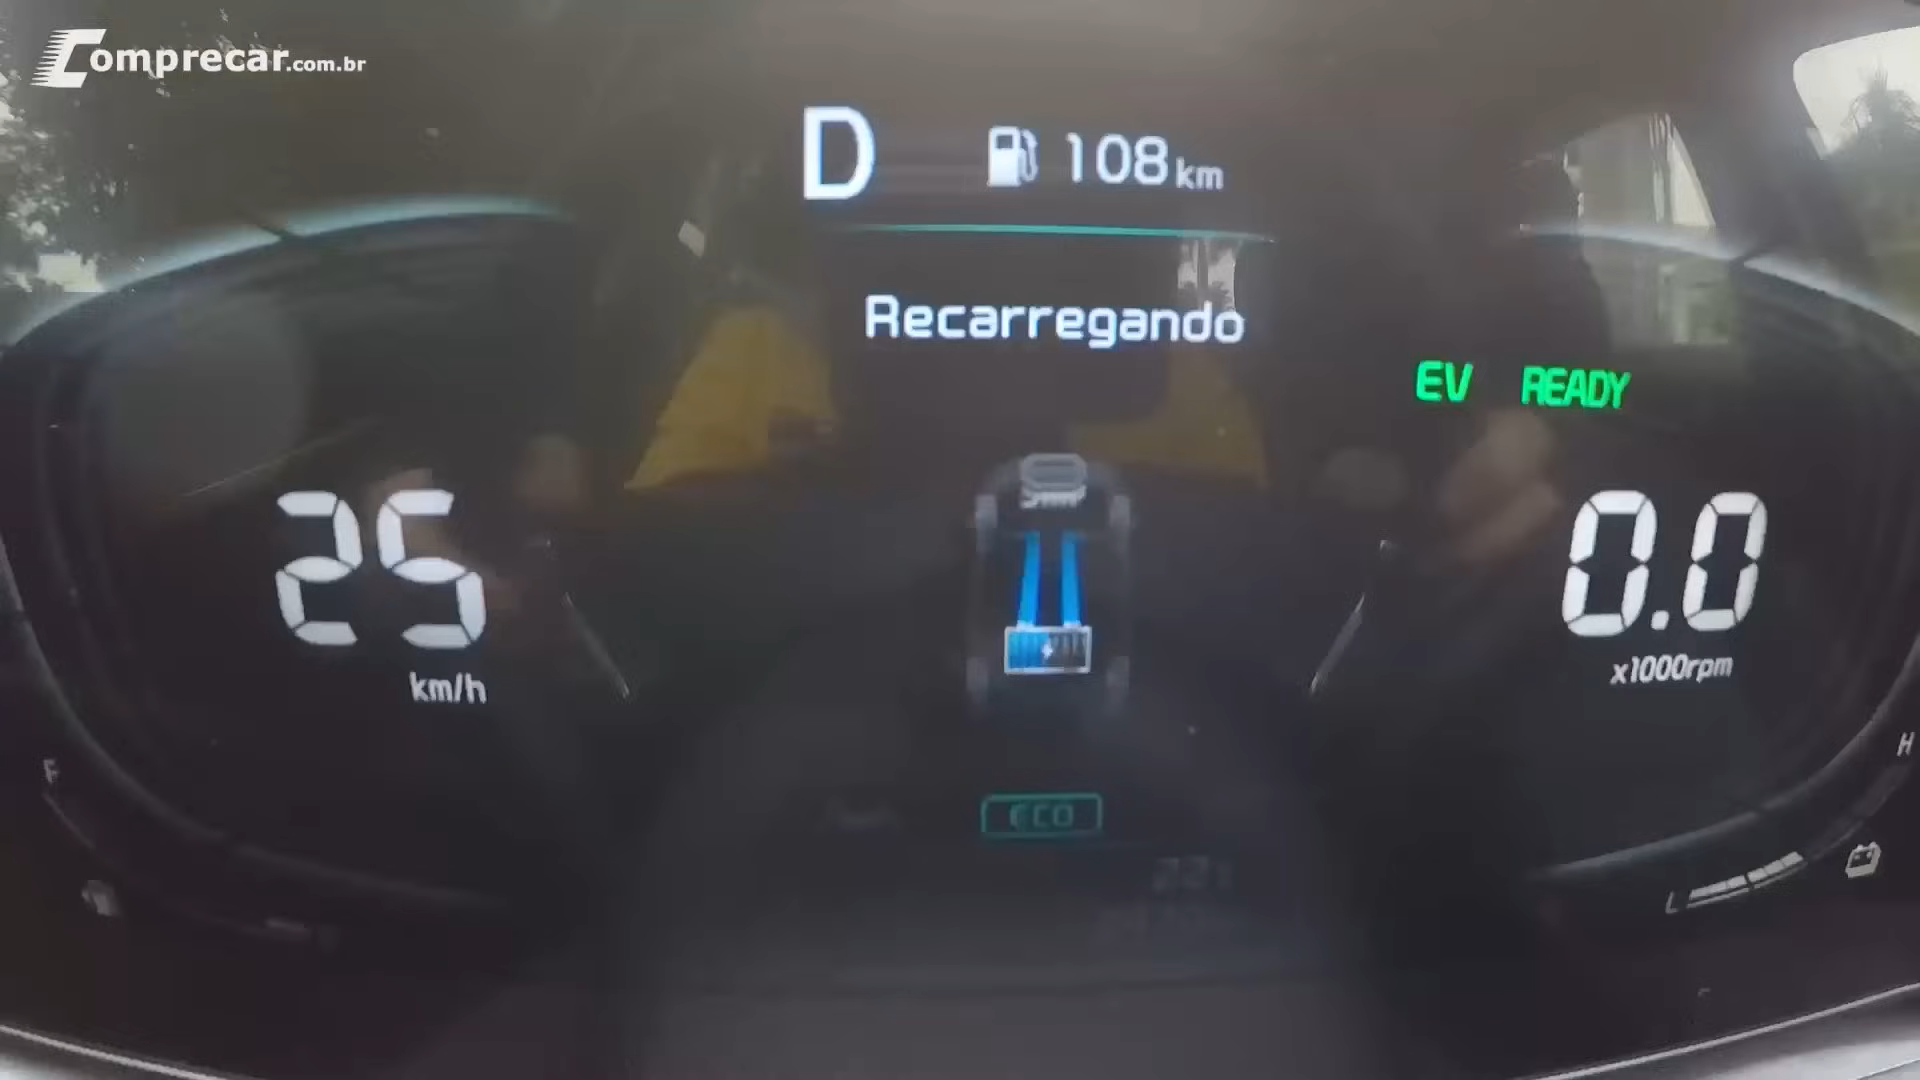 Comprecar.com.br
D 108 km
Recarregando
EV READY
25
km/h
0.0
x1000rpm
F
H
ECO
L